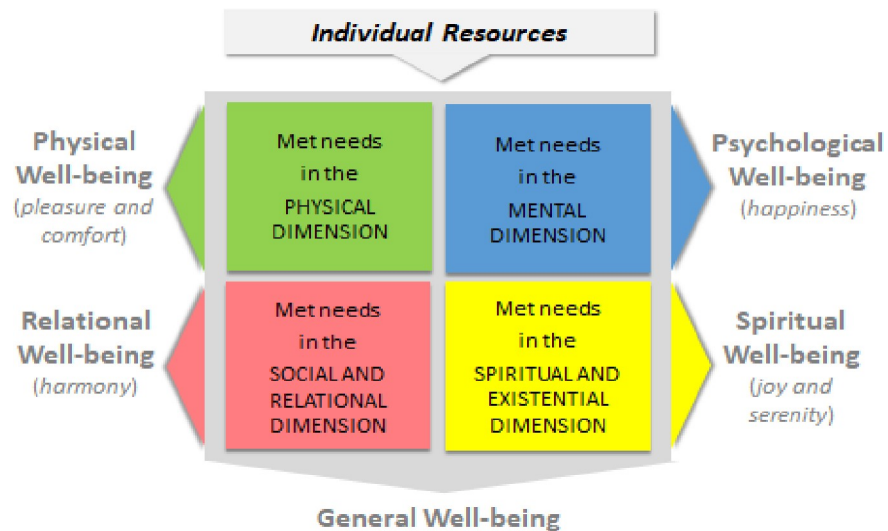 Individual Resources
Physical
Well-being
(pleasure and
comfort)
Met needs
in the
PHYSICAL
DIMENSION
Met needs
in the
MENTAL
DIMENSION
Psychological
Well-being
(happiness)
Relational
Well-being
(harmony)
Met needs
in the
SOCIAL AND
RELATIONAL
DIMENSION
Met needs
in the
SPIRITUAL AND
EXISTENTIAL
DIMENSION
Spiritual
Well-being
(joy and
serenity)
General Well-being